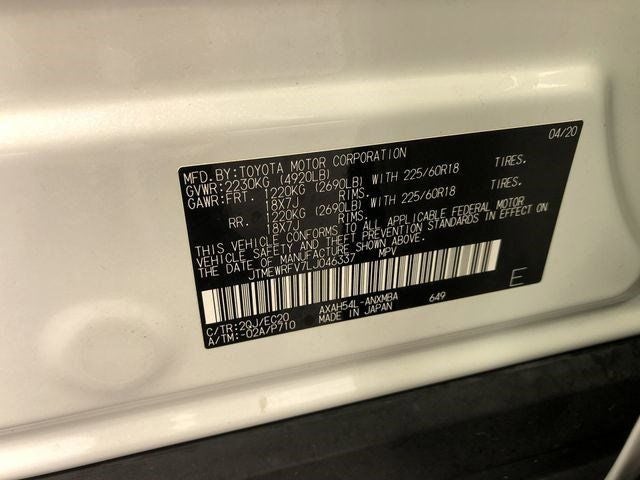 04/20
MFD.BY:TOYOTA MOTOR CORPORATION
GVWR:2230KG (4920LB)
GAWR:FRT. 1220KG (2690LB) WITH 225/60R18 TIRES.
18X7J RIMS.
RR. 1220KG (2690LB) WITH 225/60R18 TIRES.
18X7J RIMS.
THIS VEHICLE CONFORMS TO ALL APPLICABLE FEDERAL MOTOR
VEHICLE SAFETY AND THEFT PREVENTION STANDARDS IN EFFECT ON
THE DATE OF MANUFACTURE SHOWN ABOVE.
JTMEWRFV7LJ046337 MPV
C/TR:2QJ/EC20 AXAH54L-ANXMBA 649 E
A/TM:-02A/P710 MADE IN JAPAN